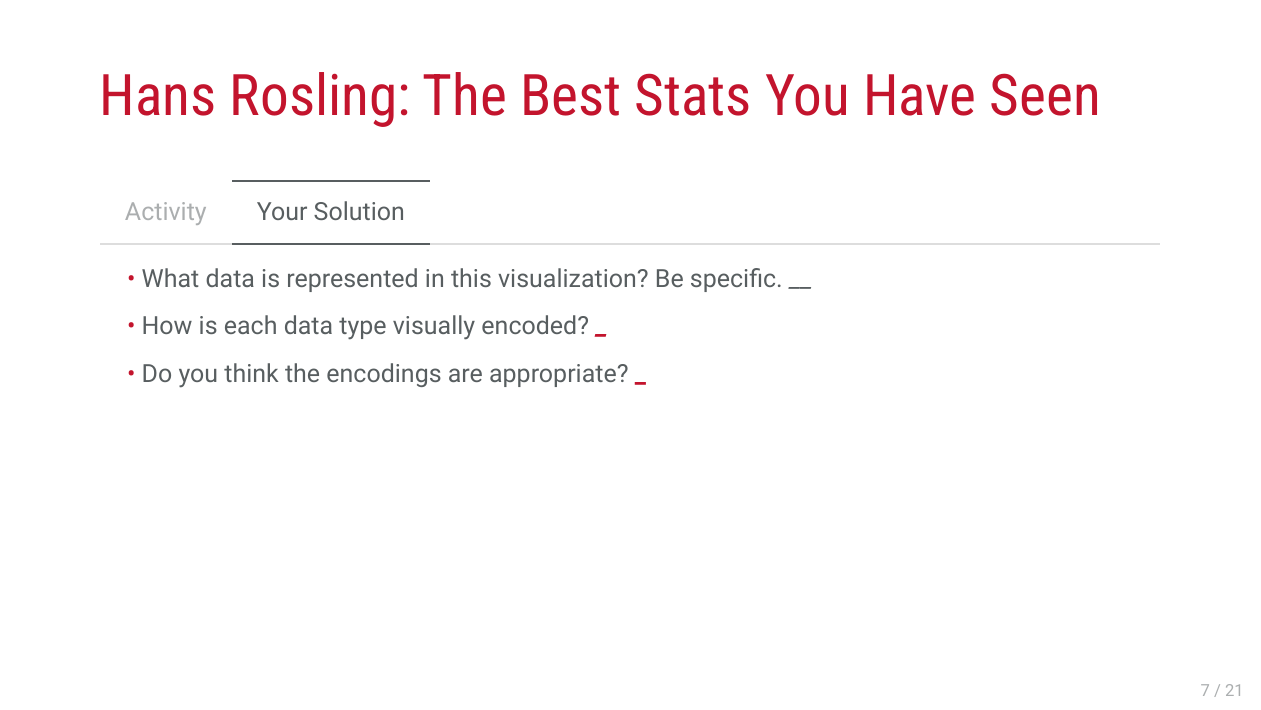 Hans Rosling: The Best Stats You Have Seen
Activity
Your Solution
• What data is represented in this visualization? Be specific. __
• How is each data type visually encoded? _
• Do you think the encodings are appropriate? _
7 / 21